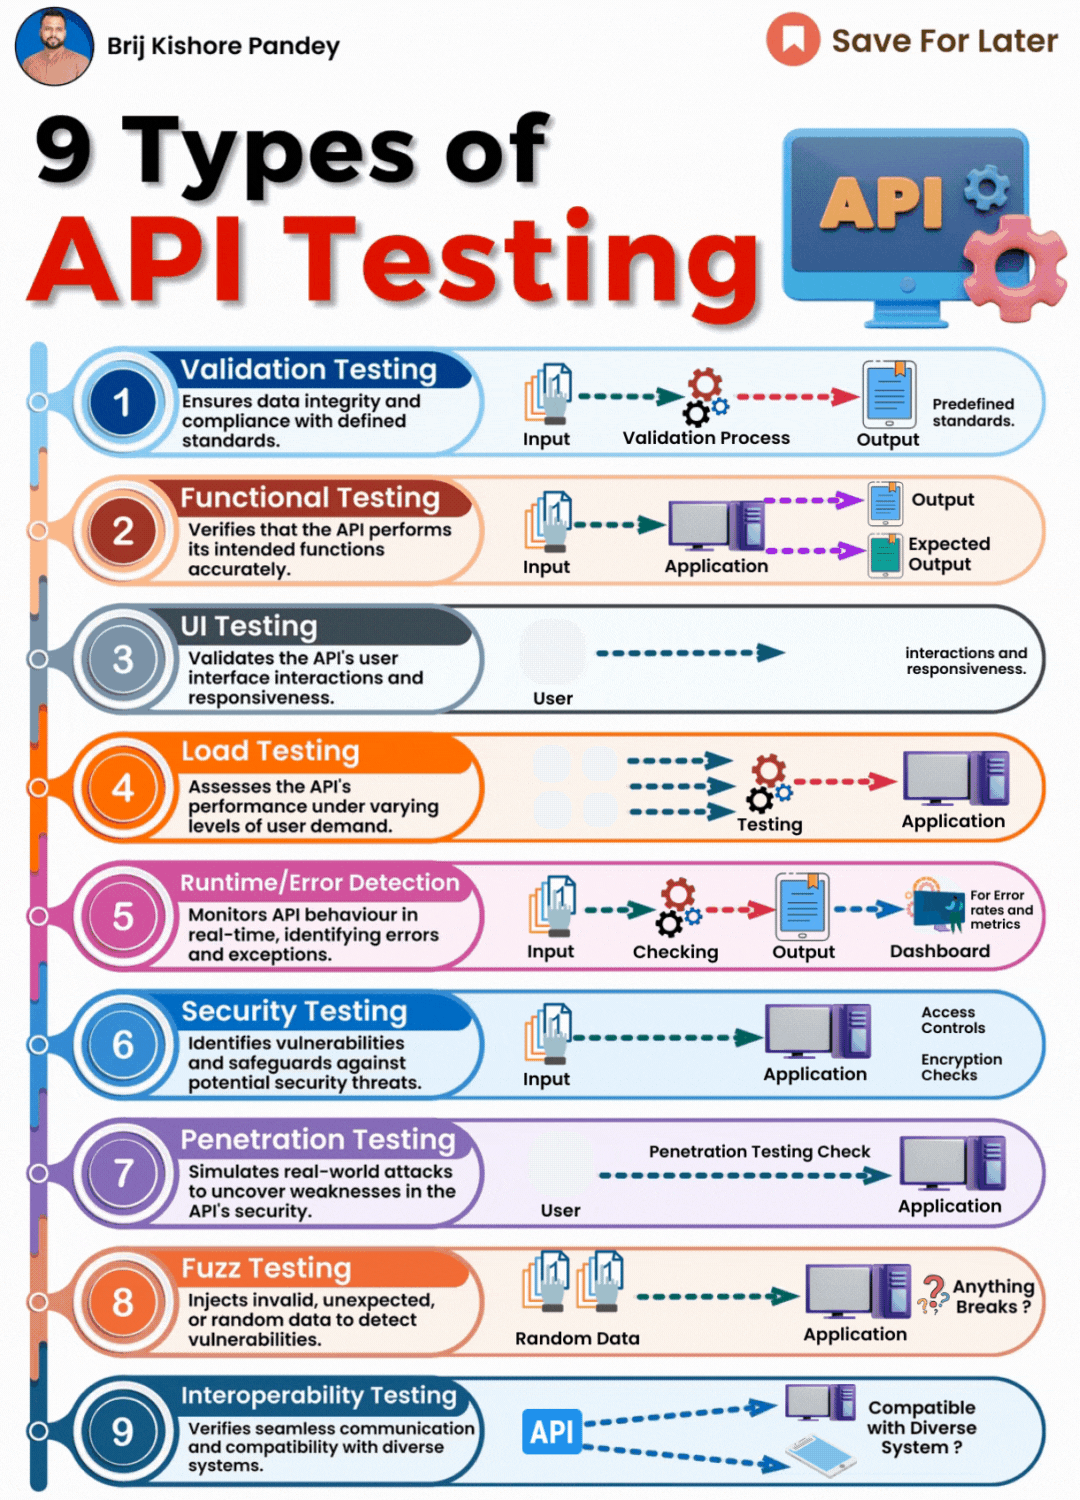 Brij Kishore Pandey
Save For Later
9 Types of
API Testing
API
1
Validation Testing
Ensures data integrity and
compliance with defined
standards.
Input
Validation Process
Output
Predefined
standards.
2
Functional Testing
Verifies that the API performs
its intended functions
accurately.
Input
Application
Output
Expected
Output
3
UI Testing
Validates the API's user
interface interactions and
responsiveness.
User
interactions and
responsiveness.
4
Load Testing
Assesses the API's
performance under varying
levels of user demand.
Testing
Application
5
Runtime/Error Detection
Monitors API behaviour in
real-time, identifying errors
and exceptions.
Input
Checking
Output
Dashboard
For Error
rates and
metrics
6
Security Testing
Identifies vulnerabilities
and safeguards against
potential security threats.
Input
Application
Access
Controls
Encryption
Checks
7
Penetration Testing
Simulates real-world attacks
to uncover weaknesses in the
API's security.
User
Penetration Testing Check
Application
8
Fuzz Testing
Injects invalid, unexpected,
or random data to detect
vulnerabilities.
Random Data
Application
Anything
Breaks ?
9
Interoperability Testing
Verifies seamless communication
and compatibility with diverse
systems.
API
Compatible
with Diverse
System ?